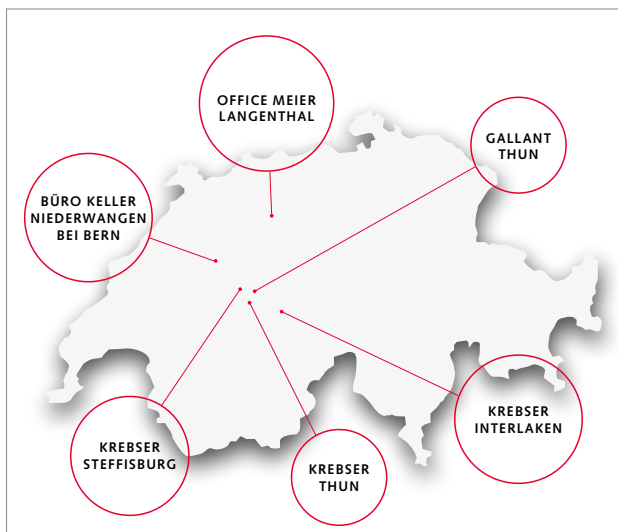 OFFICE MEIER
LANGENTHAL
GALLANT
THUN
BÜRO KELLER
NIEDERWANGEN
BEI BERN
KREBSER
INTERLAKEN
KREBSER
STEFFISBURG
KREBSER
THUN